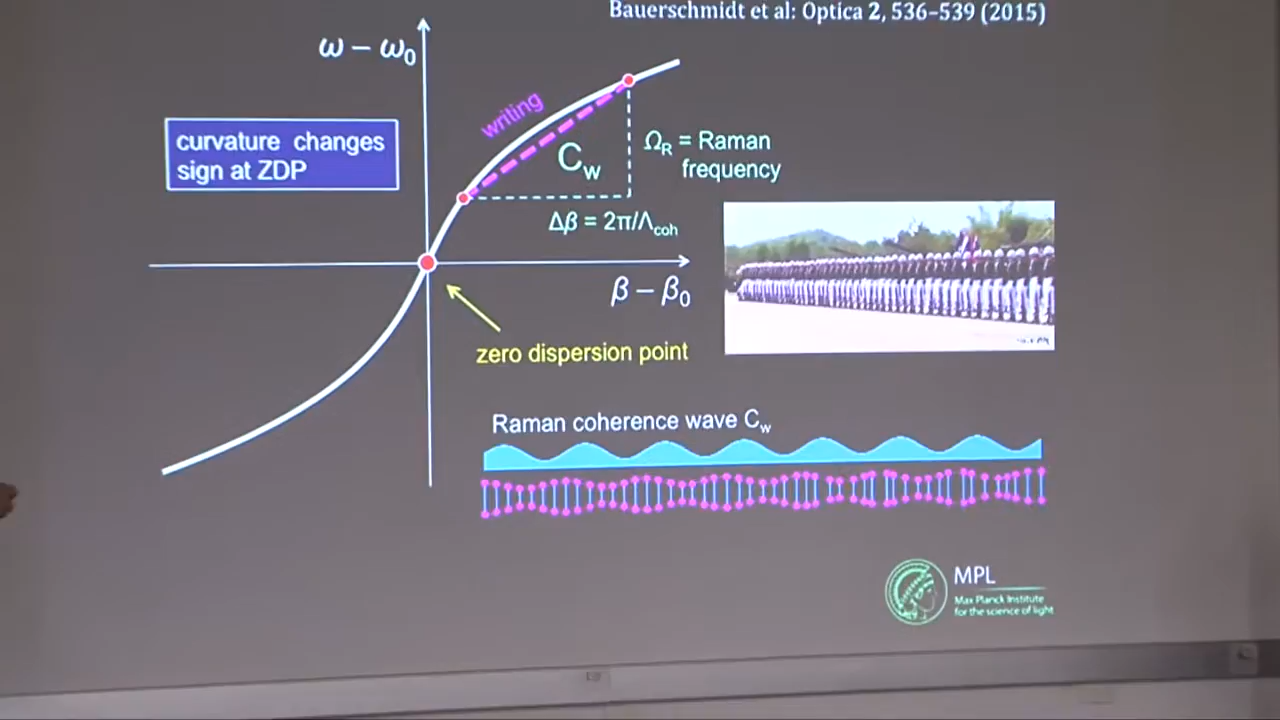 Bauerschmidt et al: Optica 2, 536–539 (2015)
ω − ω₀
writing
curvature changes
sign at ZDP
C_w
Ω_R = Raman
frequency
Δβ = 2π/Λ_coh
β − β₀
zero dispersion point
Raman coherence wave C_w
MPL
Max Planck Institute
for the science of light